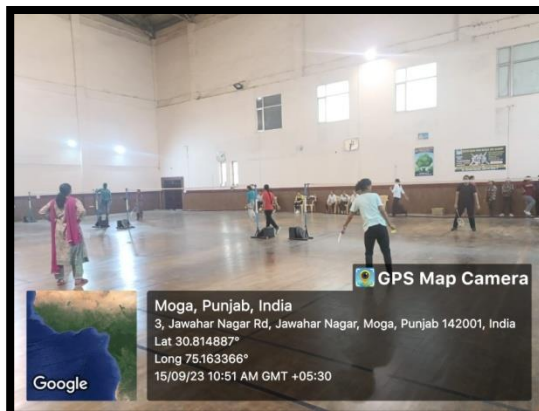 GPS Map Camera
Moga, Punjab, India
3, Jawahar Nagar Rd, Jawahar Nagar, Moga, Punjab 142001, India
Lat 30.814887°
Long 75.163366°
15/09/23 10:51 AM GMT +05:30
Google